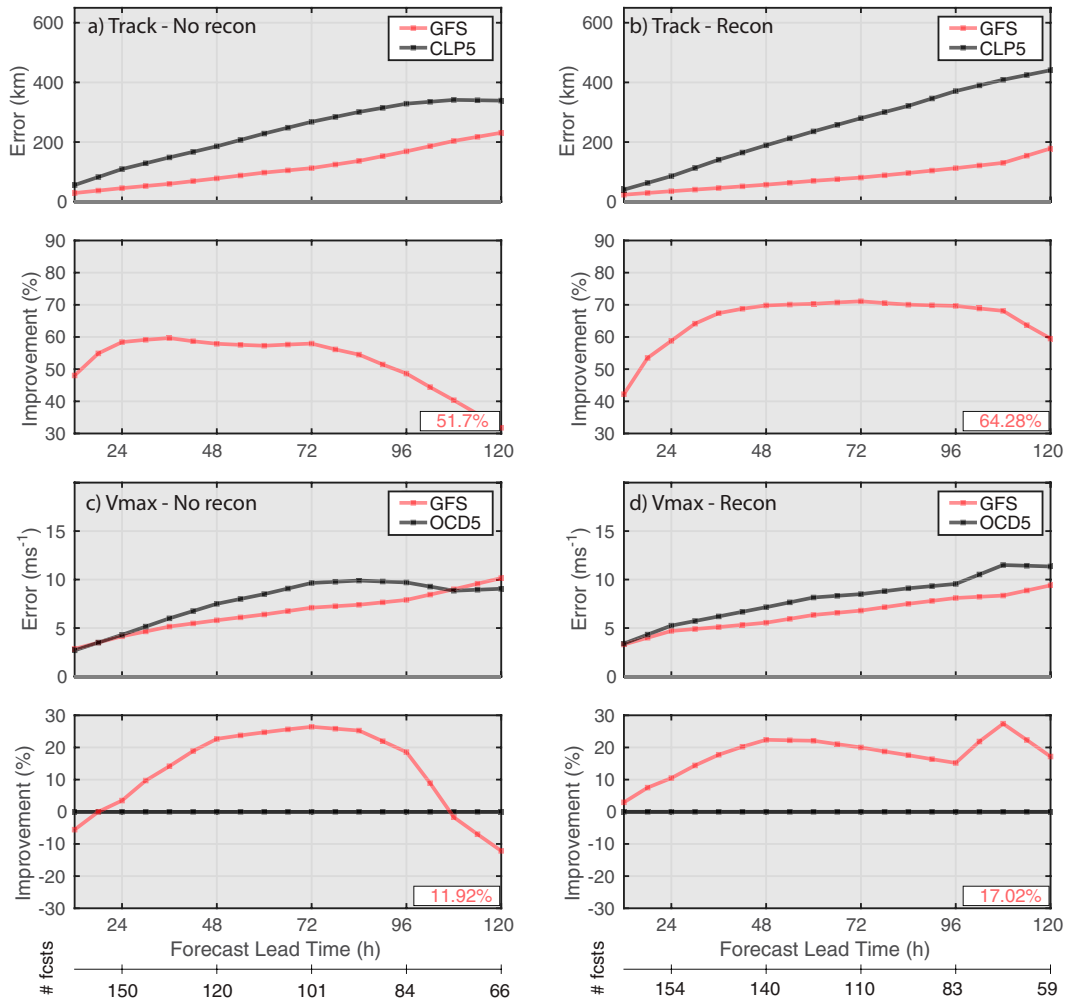 a) Track - No recon
GFS
CLP5
Error (km)
600
400
200
0
b) Track - Recon
GFS
CLP5
Error (km)
600
400
200
0
Improvement (%)
90
80
70
60
50
40
30
51.7%
24 48 72 96 120
Improvement (%)
90
80
70
60
50
40
30
64.28%
24 48 72 96 120
c) Vmax - No recon
GFS
OCD5
Error (ms-1)
15
10
5
0
d) Vmax - Recon
GFS
OCD5
Error (ms-1)
15
10
5
0
Improvement (%)
30
20
10
0
-10
-20
-30
11.92%
24 48 72 96 120
Forecast Lead Time (h)
# fcsts
150 120 101 84 66
Improvement (%)
30
20
10
0
-10
-20
-30
17.02%
24 48 72 96 120
Forecast Lead Time (h)
# fcsts
154 140 110 83 59